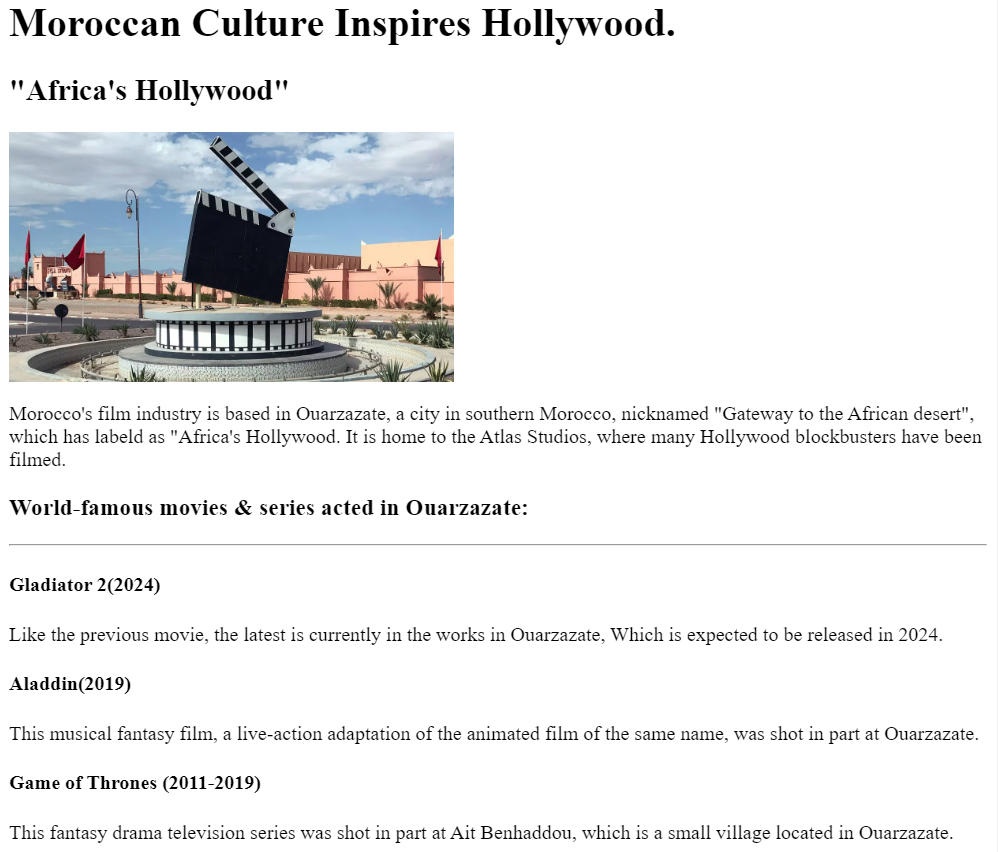 Moroccan Culture Inspires Hollywood.
"Africa's Hollywood"
Morocco's film industry is based in Ouarzazate, a city in southern Morocco, nicknamed "Gateway to the African desert",
which has labeld as "Africa's Hollywood. It is home to the Atlas Studios, where many Hollywood blockbusters have been
filmed.
World-famous movies & series acted in Ouarzazate:
Gladiator 2(2024)
Like the previous movie, the latest is currently in the works in Ouarzazate, Which is expected to be released in 2024.
Aladdin(2019)
This musical fantasy film, a live-action adaptation of the animated film of the same name, was shot in part at Ouarzazate.
Game of Thrones (2011-2019)
This fantasy drama television series was shot in part at Ait Benhaddou, which is a small village located in Ouarzazate.